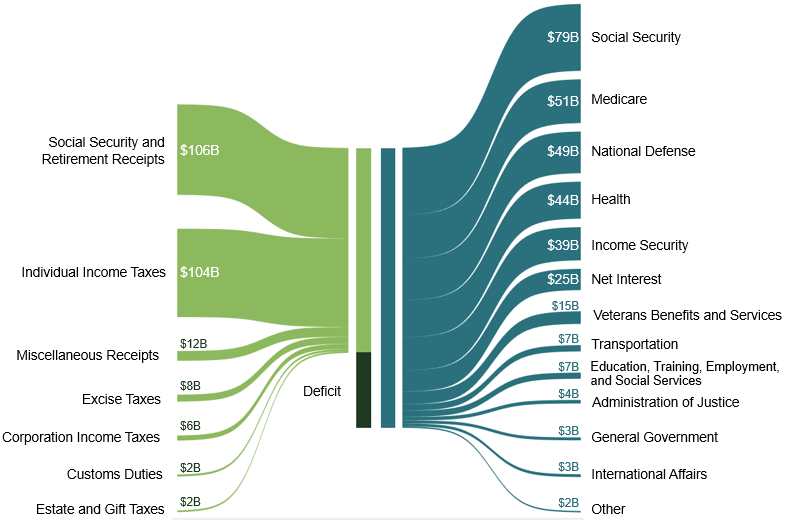 Social Security and
Retirement Receipts
$106B
Individual Income Taxes
$104B
$12B
Miscellaneous Receipts
$8B
Excise Taxes
$6B
Corporation Income Taxes
$2B
Customs Duties
$2B
Estate and Gift Taxes
Deficit
$79B
Social Security
$51B
Medicare
$49B
National Defense
$44B
Health
$39B
Income Security
$25B
Net Interest
$15B
Veterans Benefits and Services
$7B
Transportation
$7B
Education, Training, Employment,
and Social Services
$4B
Administration of Justice
$3B
General Government
$3B
International Affairs
$2B
Other